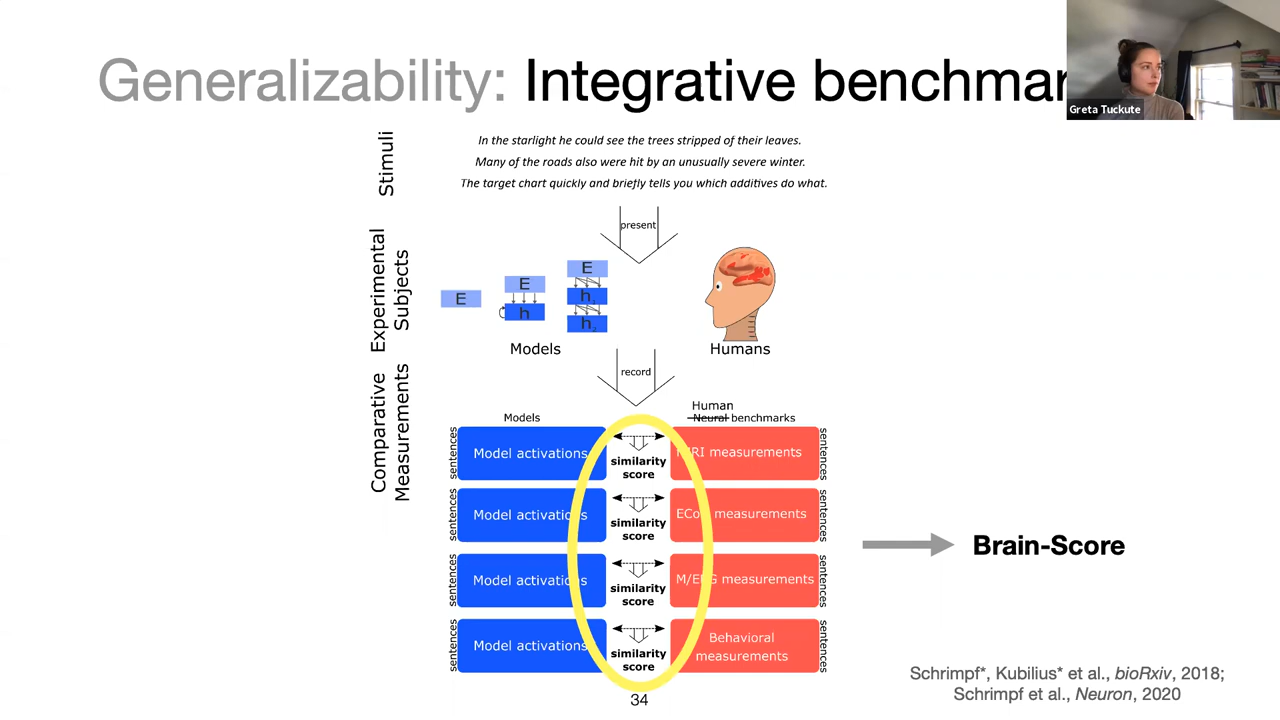 Generalizability: Integrative benchmar
Greta Tuckute
Stimuli
In the starlight he could see the trees stripped of their leaves.
Many of the roads also were hit by an unusually severe winter.
The target chart quickly and briefly tells you which additives do what.
present
Experimental
Subjects
E
E
h
E
h₁
h₂
Models
Humans
record
Comparative
Measurements
Models
Human
Neural benchmarks
sentences
Model activations
similarity
score
fMRI measurements
sentences
sentences
Model activations
similarity
score
ECoG measurements
sentences
sentences
Model activations
similarity
score
M/EEG measurements
sentences
sentences
Model activations
similarity
score
Behavioral
measurements
sentences
Brain-Score
Schrimpf*, Kubilius* et al., bioRxiv, 2018;
Schrimpf et al., Neuron, 2020
34